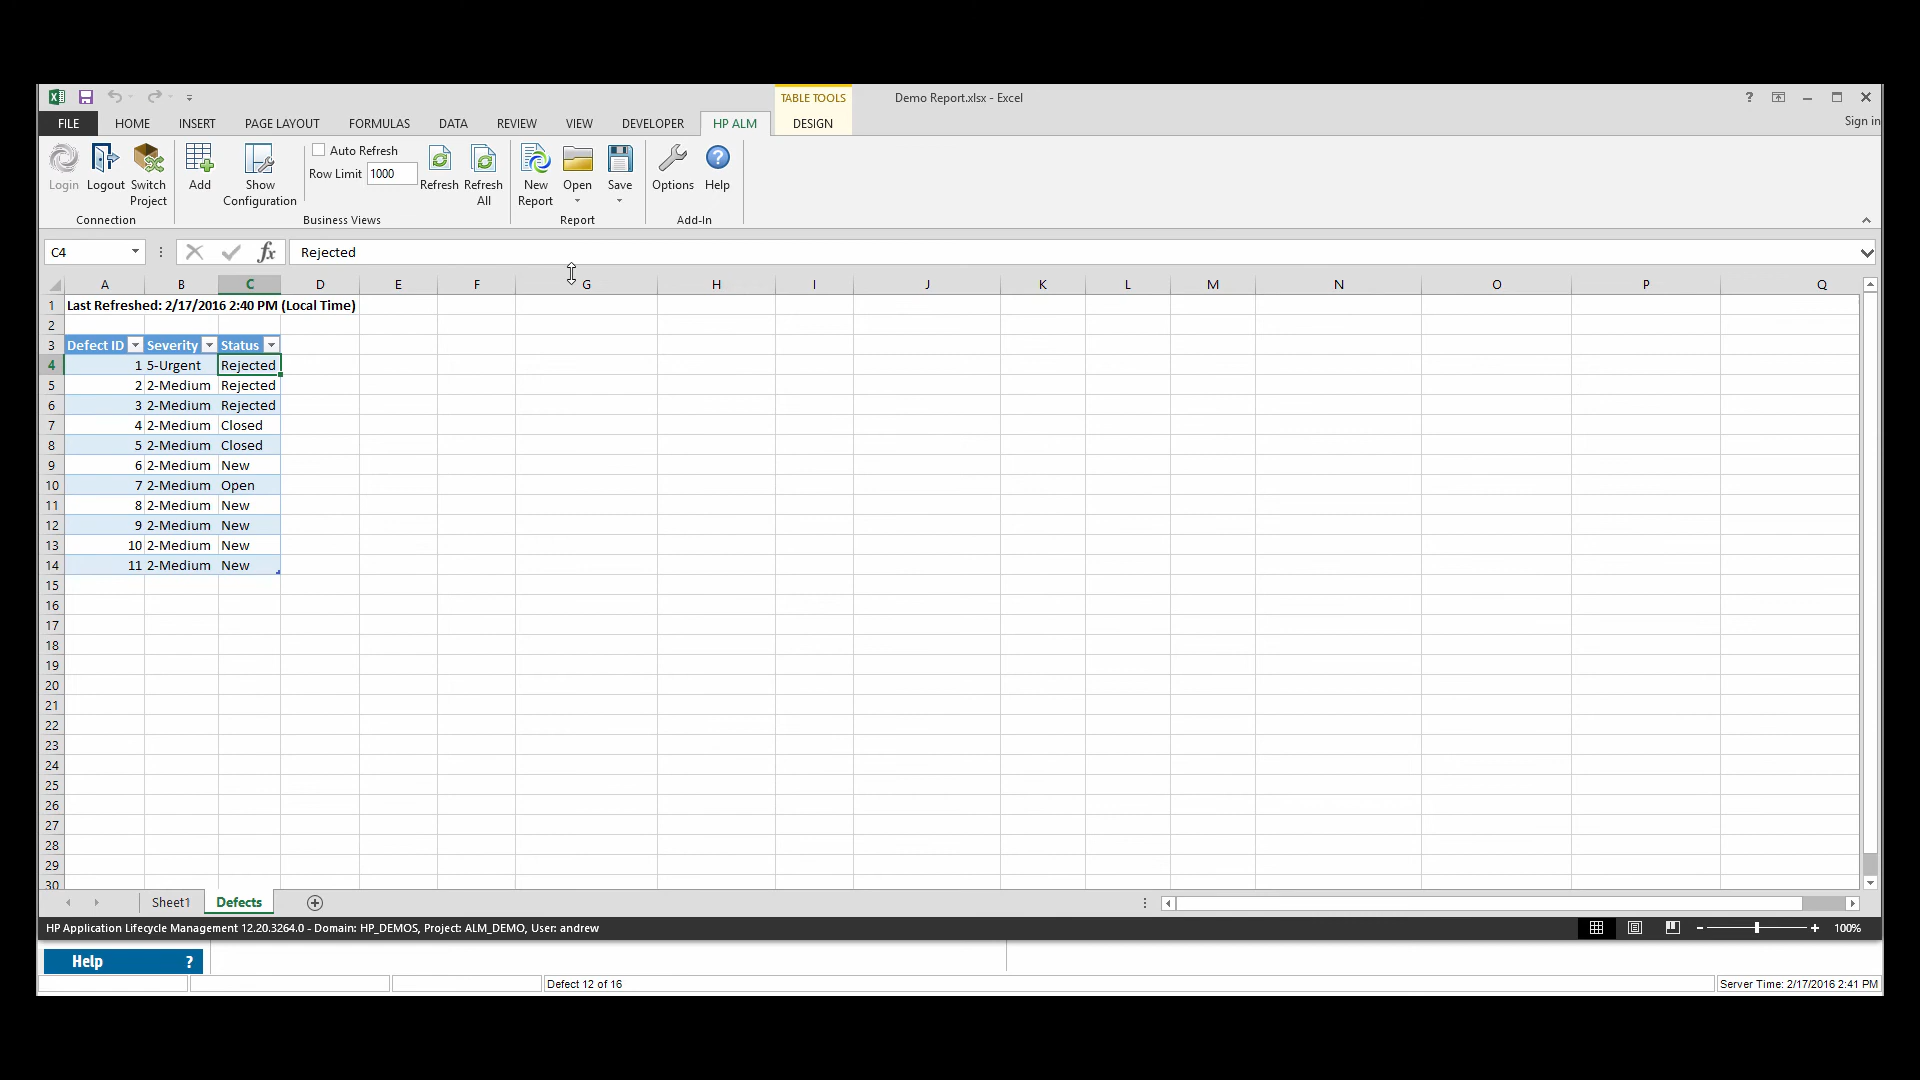 Demo Report.xlsx - Excel
TABLE TOOLS
?
FILE HOME INSERT PAGE LAYOUT FORMULAS DATA REVIEW VIEW DEVELOPER HP ALM DESIGN Sign in
Login Logout Switch Project Add Show Configuration
Auto Refresh
Row Limit 1000
Refresh Refresh All New Report Open Save Options Help
Connection Business Views Report Add-In
C4 fx Rejected
A B C D E F G H I J K L M N O P Q
1 Last Refreshed: 2/17/2016 2:40 PM (Local Time)
2
3 Defect ID Severity Status
4 1 5-Urgent Rejected
5 2 2-Medium Rejected
6 3 2-Medium Rejected
7 4 2-Medium Closed
8 5 2-Medium Closed
9 6 2-Medium New
10 7 2-Medium Open
11 8 2-Medium New
12 9 2-Medium New
13 10 2-Medium New
14 11 2-Medium New
15
16
17
18
19
20
21
22
23
24
25
26
27
28
29
30
Sheet1 Defects
HP Application Lifecycle Management 12.20.3264.0 - Domain: HP_DEMOS, Project: ALM_DEMO, User: andrew 100%
Help ?
Defect 12 of 16 Server Time: 2/17/2016 2:41 PM